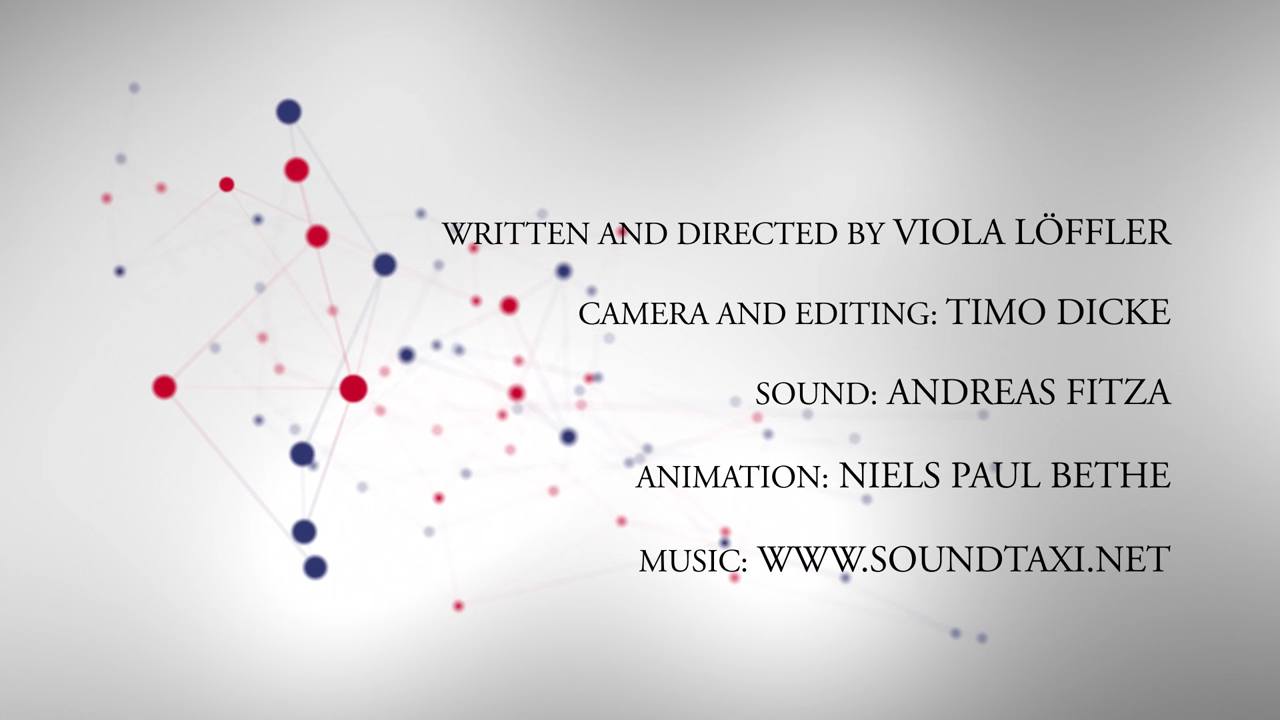 WRITTEN AND DIRECTED BY VIOLA LÖFFLER
CAMERA AND EDITING: TIMO DICKE
SOUND: ANDREAS FITZA
ANIMATION: NIELS PAUL BETHE
MUSIC: WWW.SOUNDTAXI.NET